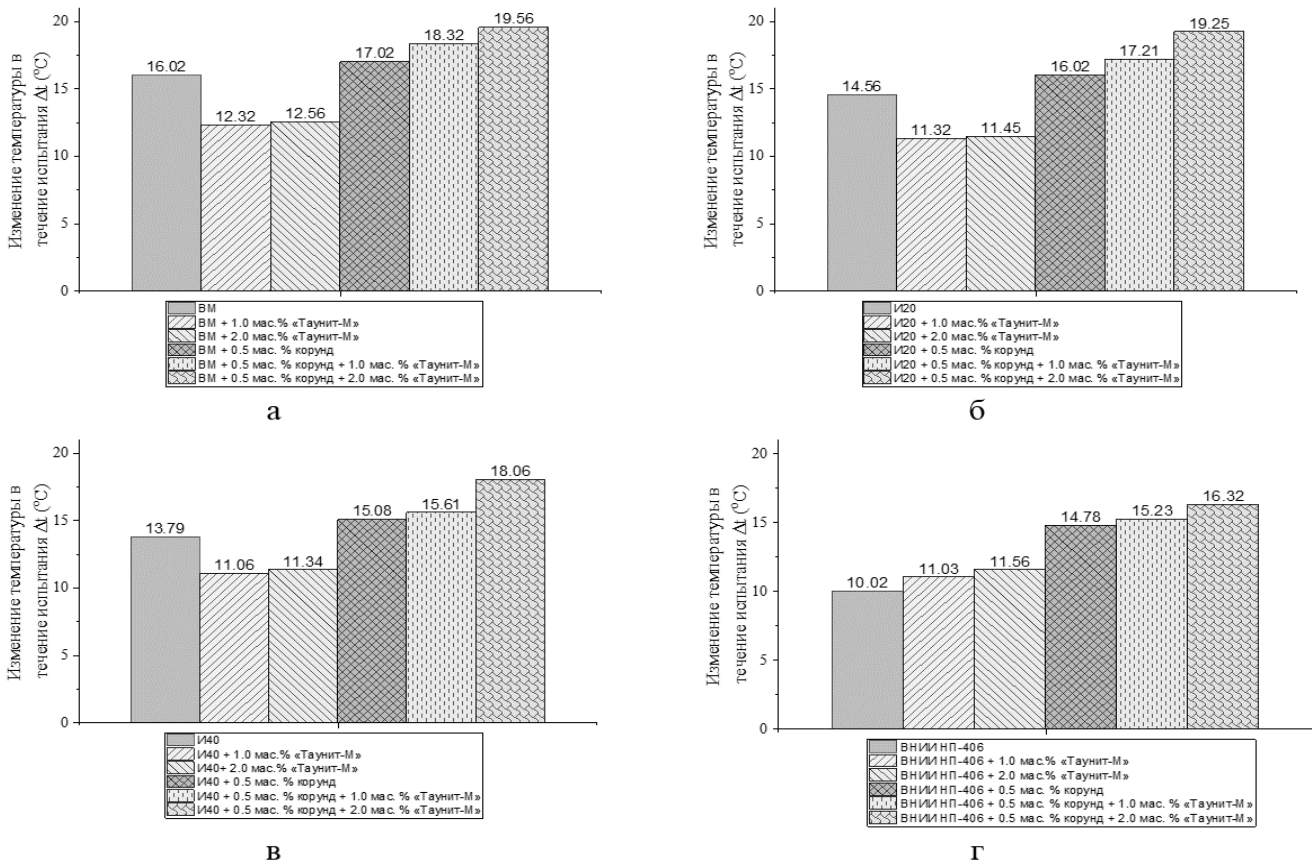 Изменение температуры в
течение испытания Δt (°C)
20
15
10
5
0
16.02
12.32
12.56
17.02
18.32
19.56
ВМ
ВМ + 1.0 мас.% «Таунит-М»
ВМ + 2.0 мас.% «Таунит-М»
ВМ + 0.5 мас. % корунд
ВМ + 0.5 мас. % корунд + 1.0 мас. % «Таунит-М»
ВМ + 0.5 мас. % корунд + 2.0 мас. % «Таунит-М»
а
Изменение температуры в
течение испытания Δt (°C)
20
15
10
5
0
14.56
11.32
11.45
16.02
17.21
19.25
И20
И20 + 1.0 мас.% «Таунит-М»
И20 + 2.0 мас.% «Таунит-М»
И20 + 0.5 мас. % корунд
И20 + 0.5 мас. % корунд + 1.0 мас. % «Таунит-М»
И20 + 0.5 мас. % корунд + 2.0 мас. % «Таунит-М»
б
Изменение температуры в
течение испытания Δt (°C)
20
15
10
5
0
13.79
11.06
11.34
15.08
15.61
18.06
И40
И40 + 1.0 мас.% «Таунит-М»
И40+ 2.0 мас.% «Таунит-М»
И40 + 0.5 мас. % корунд
И40 + 0.5 мас. % корунд + 1.0 мас. % «Таунит-М»
И40 + 0.5 мас. % корунд + 2.0 мас. % «Таунит-М»
в
Изменение температуры в
течение испытания Δt (°C)
20
15
10
5
0
10.02
11.03
11.56
14.78
15.23
16.32
ВНИИ НП-406
ВНИИ НП-406 + 1.0 мас.% «Таунит-М»
ВНИИ НП-406 + 2.0 мас.% «Таунит-М»
ВНИИ НП-406 + 0.5 мас. % корунд
ВНИИ НП-406 + 0.5 мас. % корунд + 1.0 мас. % «Таунит-М»
ВНИИ НП-406 + 0.5 мас. % корунд + 2.0 мас. % «Таунит-М»
г